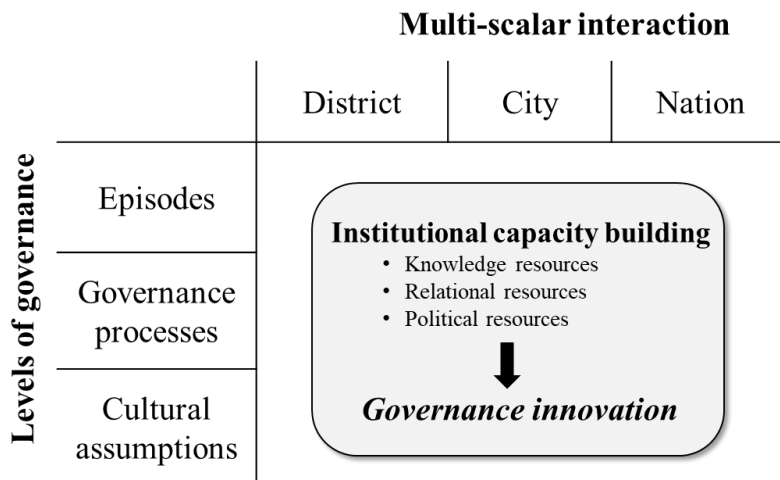 Multi-scalar interaction
District
City
Nation
Levels of governance
Episodes
Governance
processes
Cultural
assumptions
Institutional capacity building
• Knowledge resources
• Relational resources
• Political resources
Governance innovation